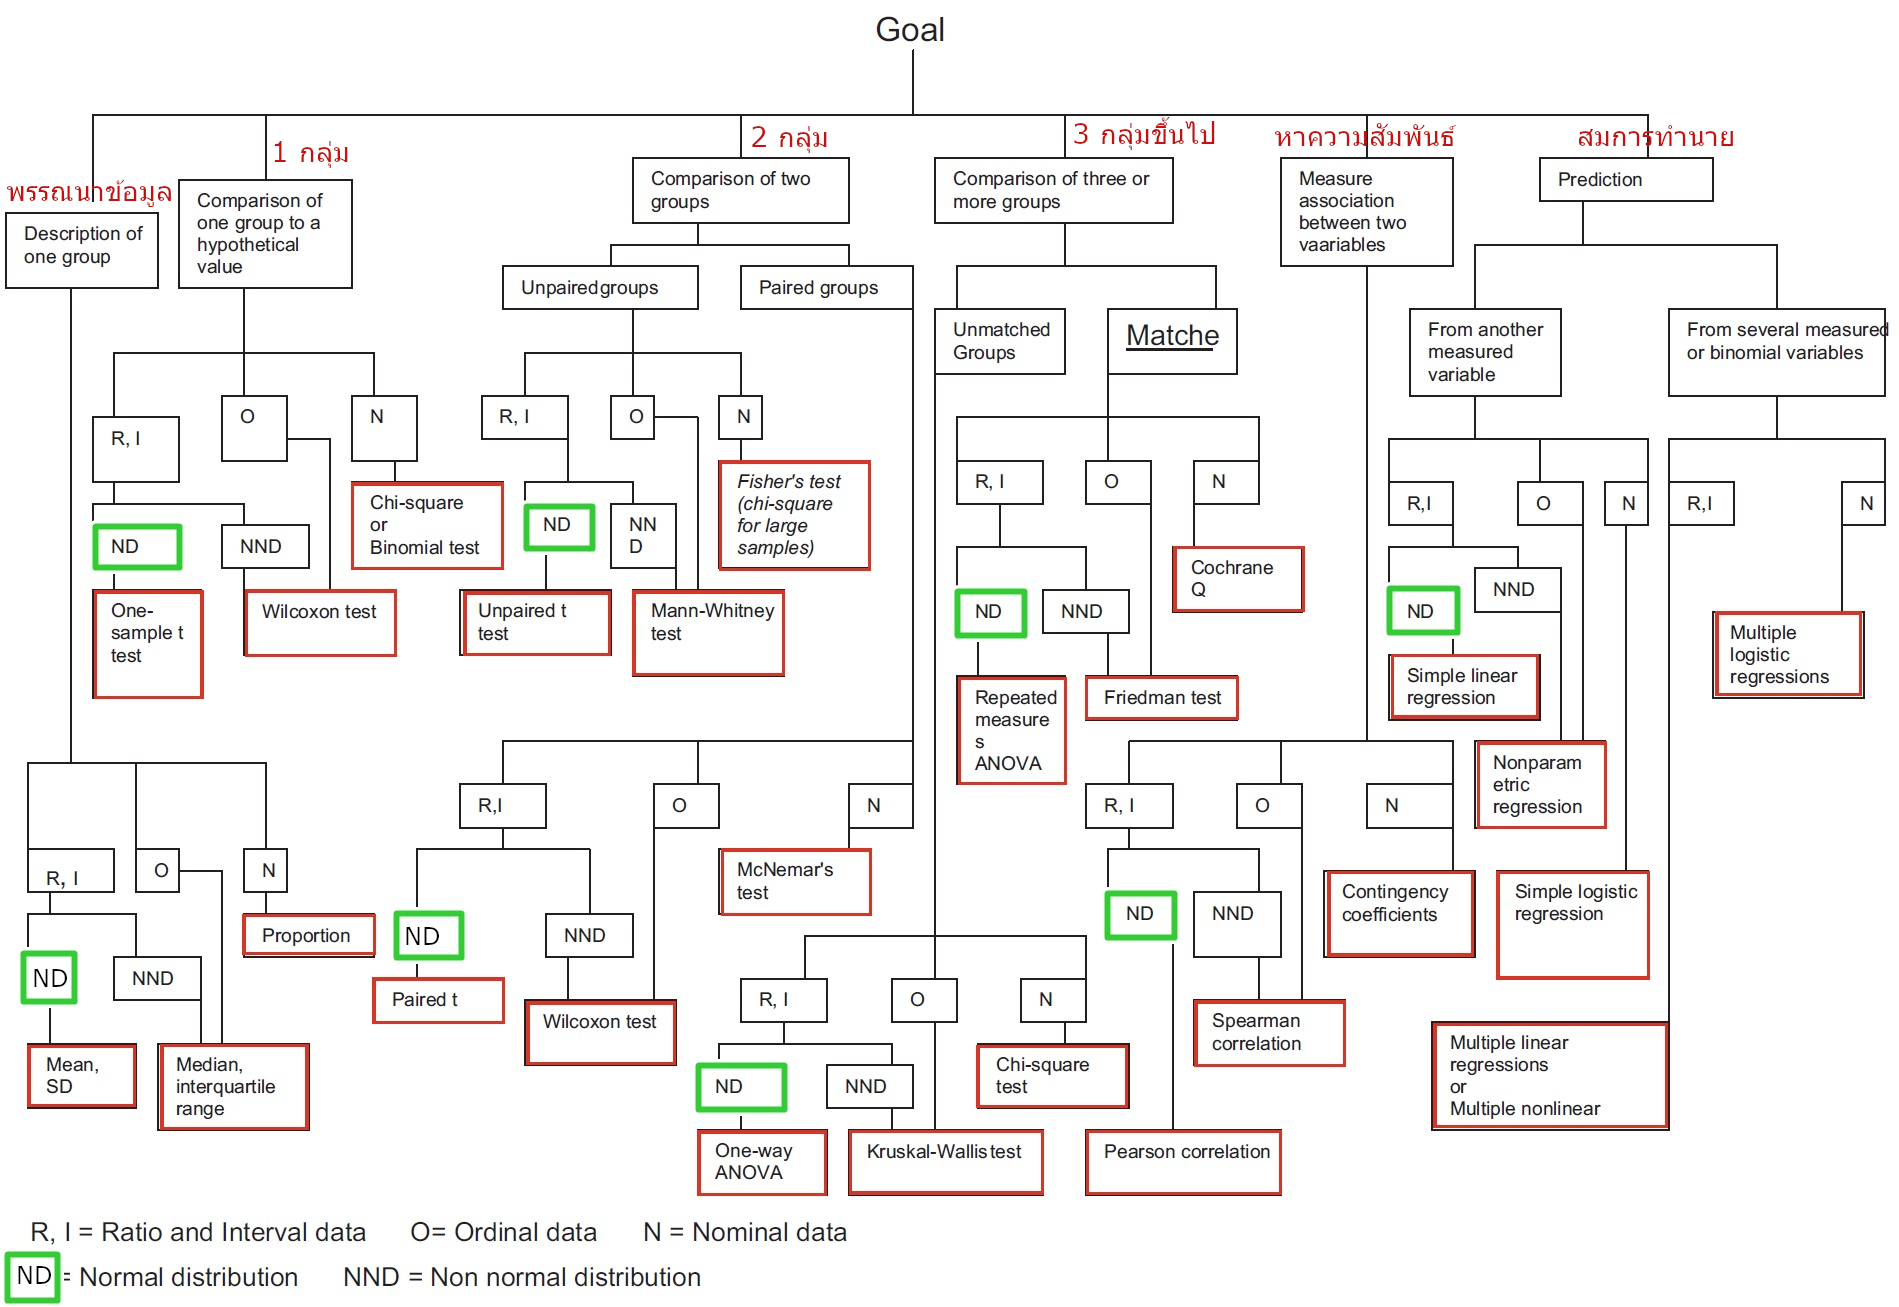 Goal
พรรณนาข้อมูล
1 กลุ่ม
2 กลุ่ม
3 กลุ่มขึ้นไป
หาความสัมพันธ์
สมการทำนาย
Description of
one group
Comparison of
one group to a
hypothetical
value
Comparison of two
groups
Comparison of three or
more groups
Measure
association
between two
vaariables
Prediction
Unpaired groups
Paired groups
Unmatched
Groups
Matche
From another
measured
variable
From several measured
or binomial variables
R, I
O
N
R, I
O
N
R, I
O
N
R,I
O
N
R,I
N
ND
NND
Chi-square
or
Binomial test
ND
NN
D
Fisher's test
(chi-square
for large
samples)
ND
NND
Cochrane
Q
ND
NND
One-
sample t
test
Wilcoxon test
Unpaired t
test
Mann-Whitney
test
Repeated
measure
s
ANOVA
Friedman test
Simple linear
regression
Multiple
logistic
regressions
Nonparam
etric
regression
R, I
O
N
R,I
O
N
R, I
O
N
ND
NND
Proportion
ND
NND
McNemar's
test
ND
NND
Contingency
coefficients
Simple logistic
regression
Mean,
SD
Median,
interquartile
range
Paired t
Wilcoxon test
R, I
O
N
Spearman
correlation
ND
NND
Chi-square
test
Multiple linear
regressions
or
Multiple nonlinear
One-way
ANOVA
Kruskal-Wallis test
Pearson correlation
R, I = Ratio and Interval data O= Ordinal data N = Nominal data
ND = Normal distribution NND = Non normal distribution